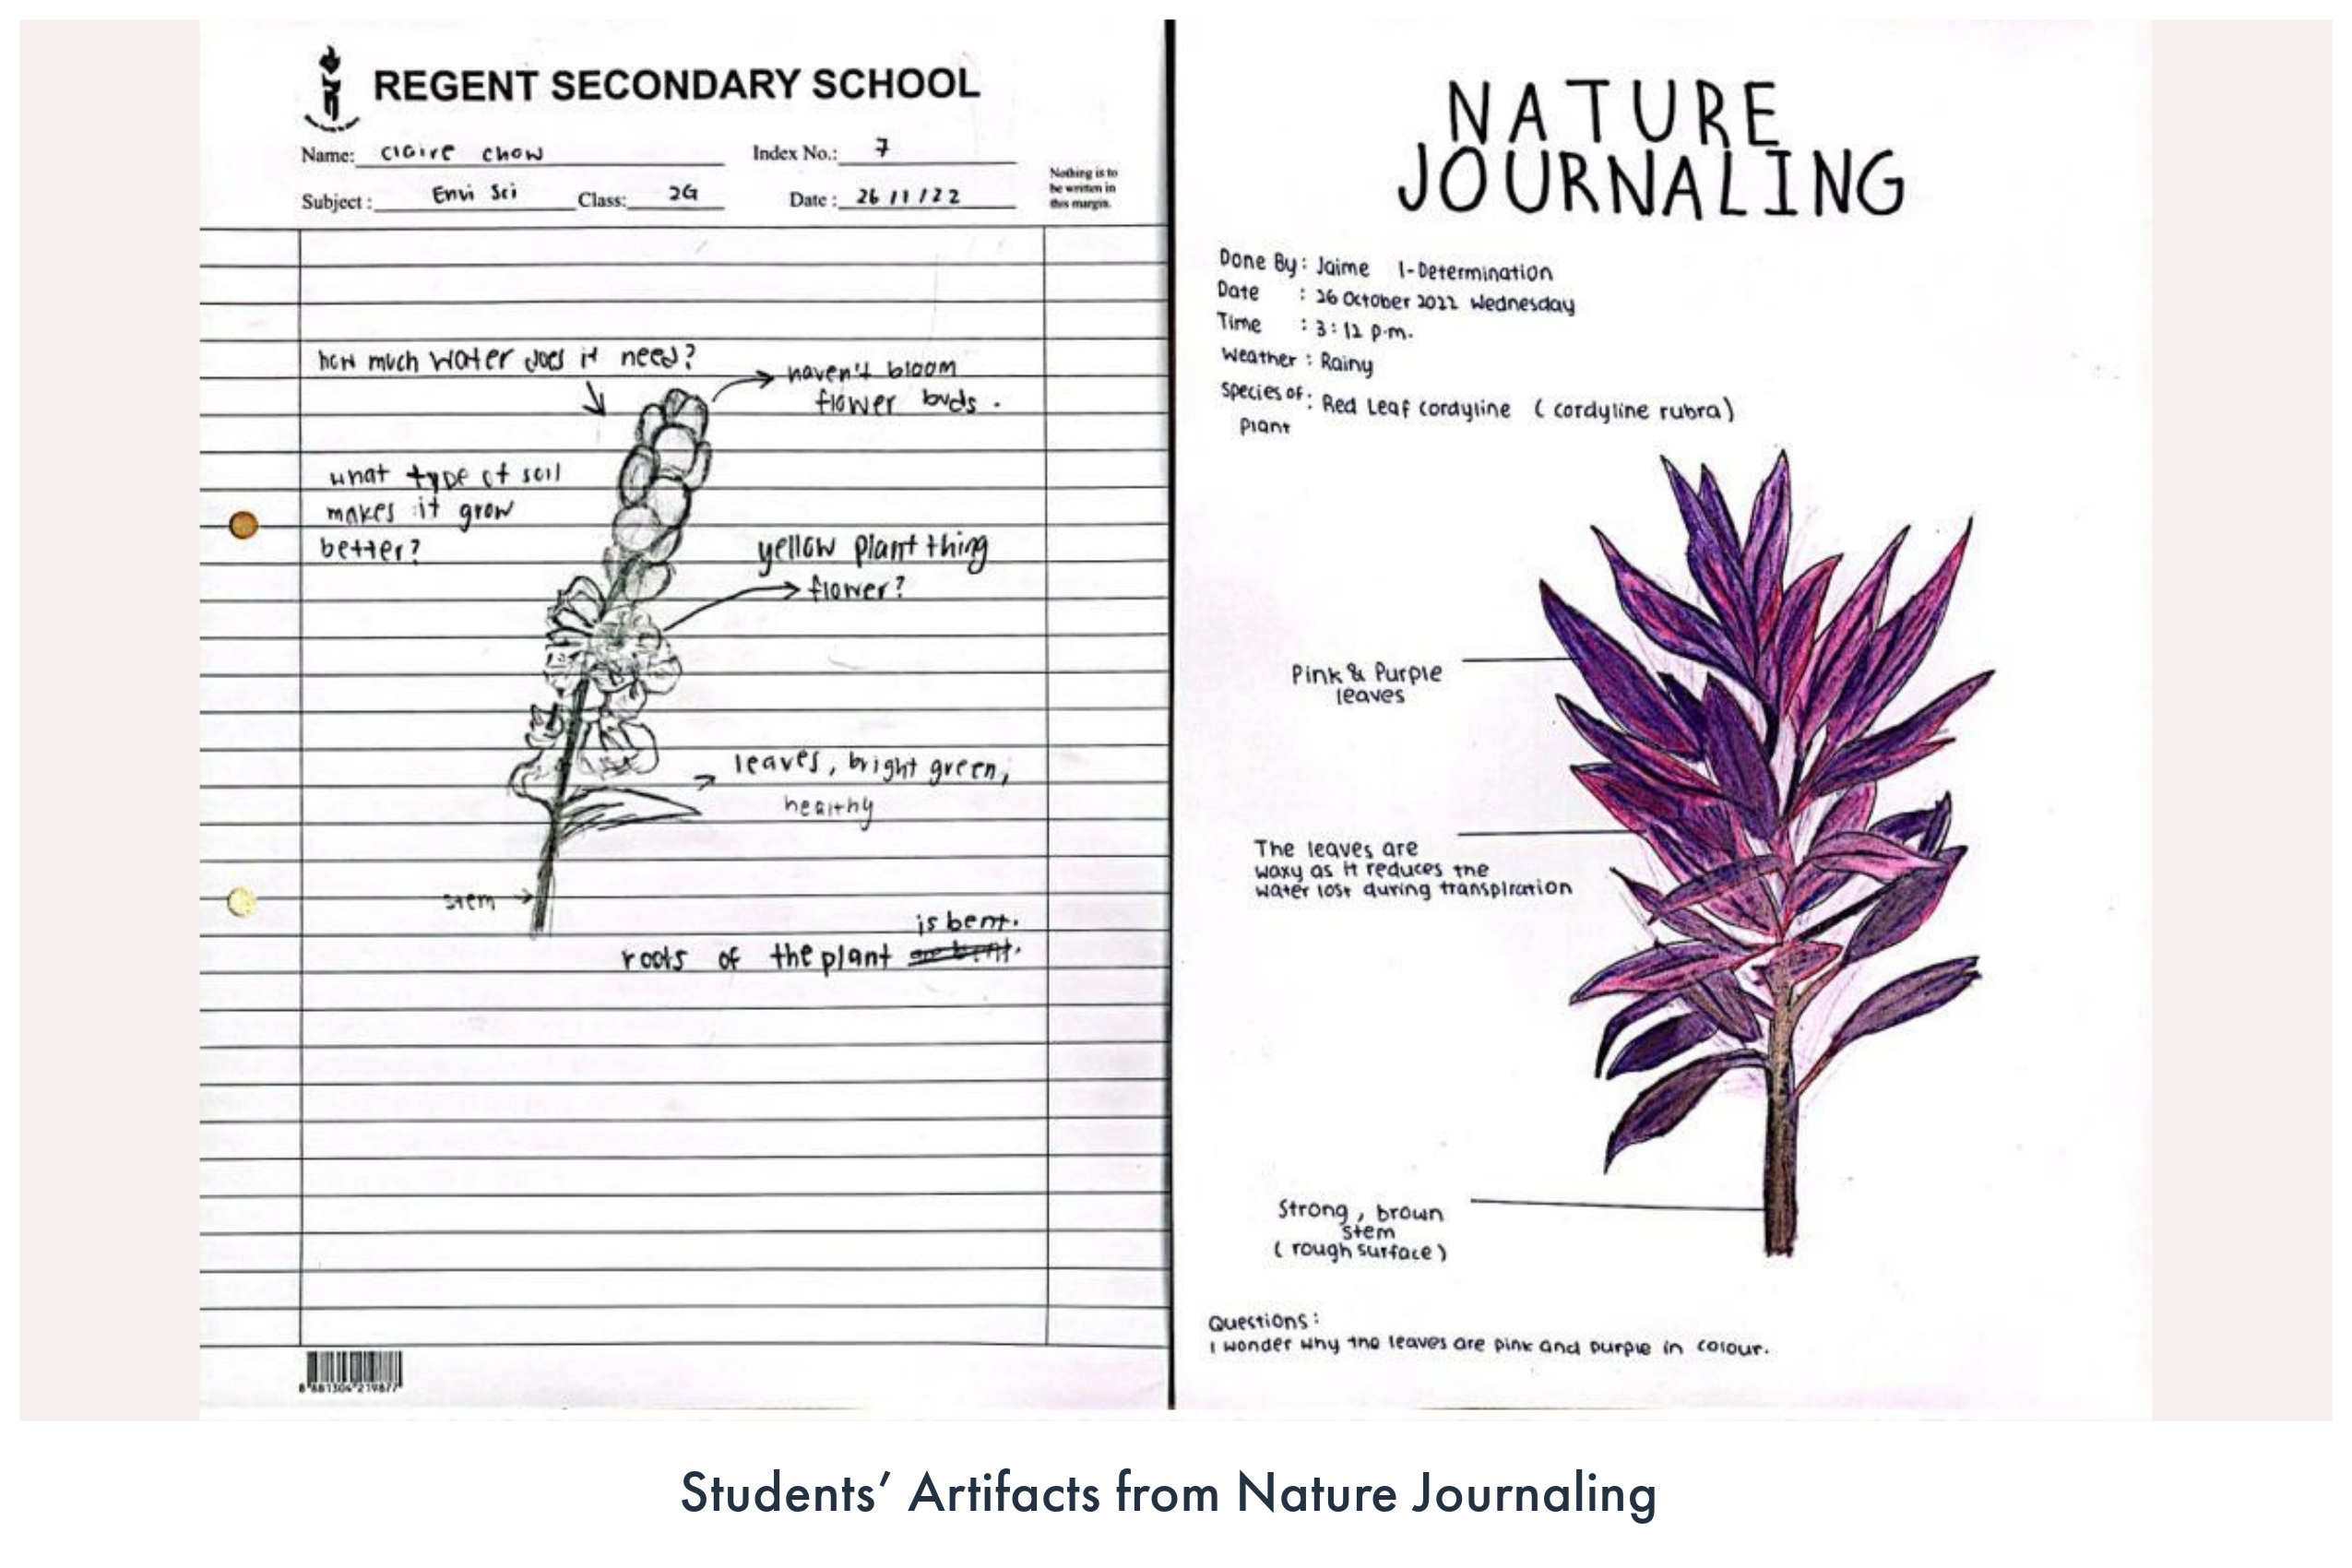 REGENT SECONDARY SCHOOL
Name: Claire Chow
Index No.: 7
Subject : Envi Sci
Class: 2G
Date : 26/11/22
Nothing is to
be written in
this margin.
how much water does it need?
haven't bloom
flower buds.
what type of soil
makes it grow
better?
yellow plant thing
flower?
leaves, bright green,
healthy
stem
is bent.
roots of the plant
NATURE
JOURNALING
Done By: Jaime 1-Determination
Date : 26 October 2022 Wednesday
Time : 3:12 p.m.
Weather : Rainy
Species of : Red Leaf cordyline (cordyline rubra)
Plant
Pink & Purple
leaves
The leaves are
waxy as it reduces the
water lost during transpiration
Strong, brown
stem
(rough surface)
Questions:
I wonder why the leaves are pink and purple in colour.
8 881304 219877
Students' Artifacts from Nature Journaling